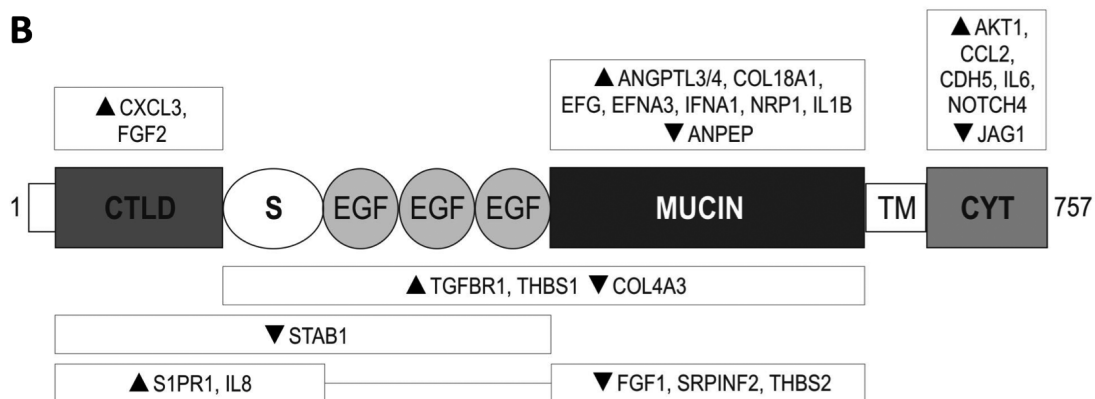 B
▲ CXCL3,
FGF2
▲ ANGPTL3/4, COL18A1,
EFG, EFNA3, IFNA1, NRP1, IL1B
▼ ANPEP
▲ AKT1,
CCL2,
CDH5, IL6,
NOTCH4
▼ JAG1
1 CTLD S EGF EGF EGF MUCIN TM CYT 757
▲ TGFBR1, THBS1 ▼ COL4A3
▼ STAB1
▲ S1PR1, IL8
▼ FGF1, SRPINF2, THBS2